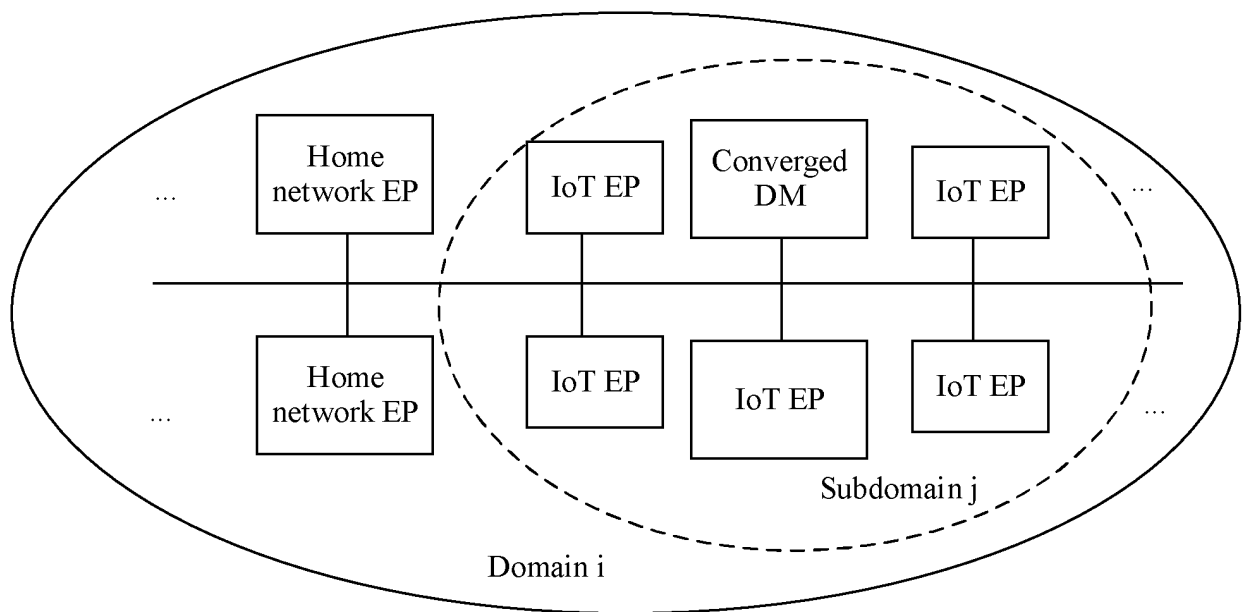 Home
network EP
IoT EP
Converged
DM
IoT EP
...
...
Home
network EP
IoT EP
IoT EP
IoT EP
...
...
Subdomain j
Domain i